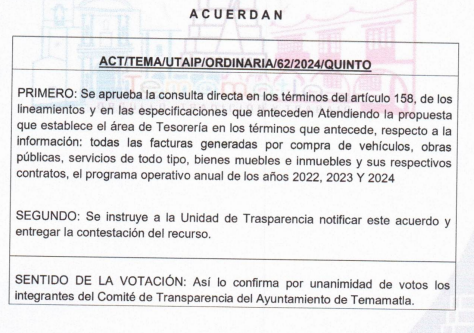 ACUERDAN
ACT/TEMA/UTAIP/ORDINARIA/62/2024/QUINTO
PRIMERO: Se aprueba la consulta directa en los términos del artículo 158, de los
lineamientos y en las especificaciones que anteceden Atendiendo la propuesta
que establece el área de Tesorería en los términos que antecede, respecto a la
información: todas las facturas generadas por compra de vehículos, obras
públicas, servicios de todo tipo, bienes muebles e inmuebles y sus respectivos
contratos, el programa operativo anual de los años 2022, 2023 Y 2024
SEGUNDO: Se instruye a la Unidad de Trasparencia notificar este acuerdo y
entregar la contestación del recurso.
SENTIDO DE LA VOTACIÓN: Así lo confirma por unanimidad de votos los
integrantes del Comité de Transparencia del Ayuntamiento de Temamatla.